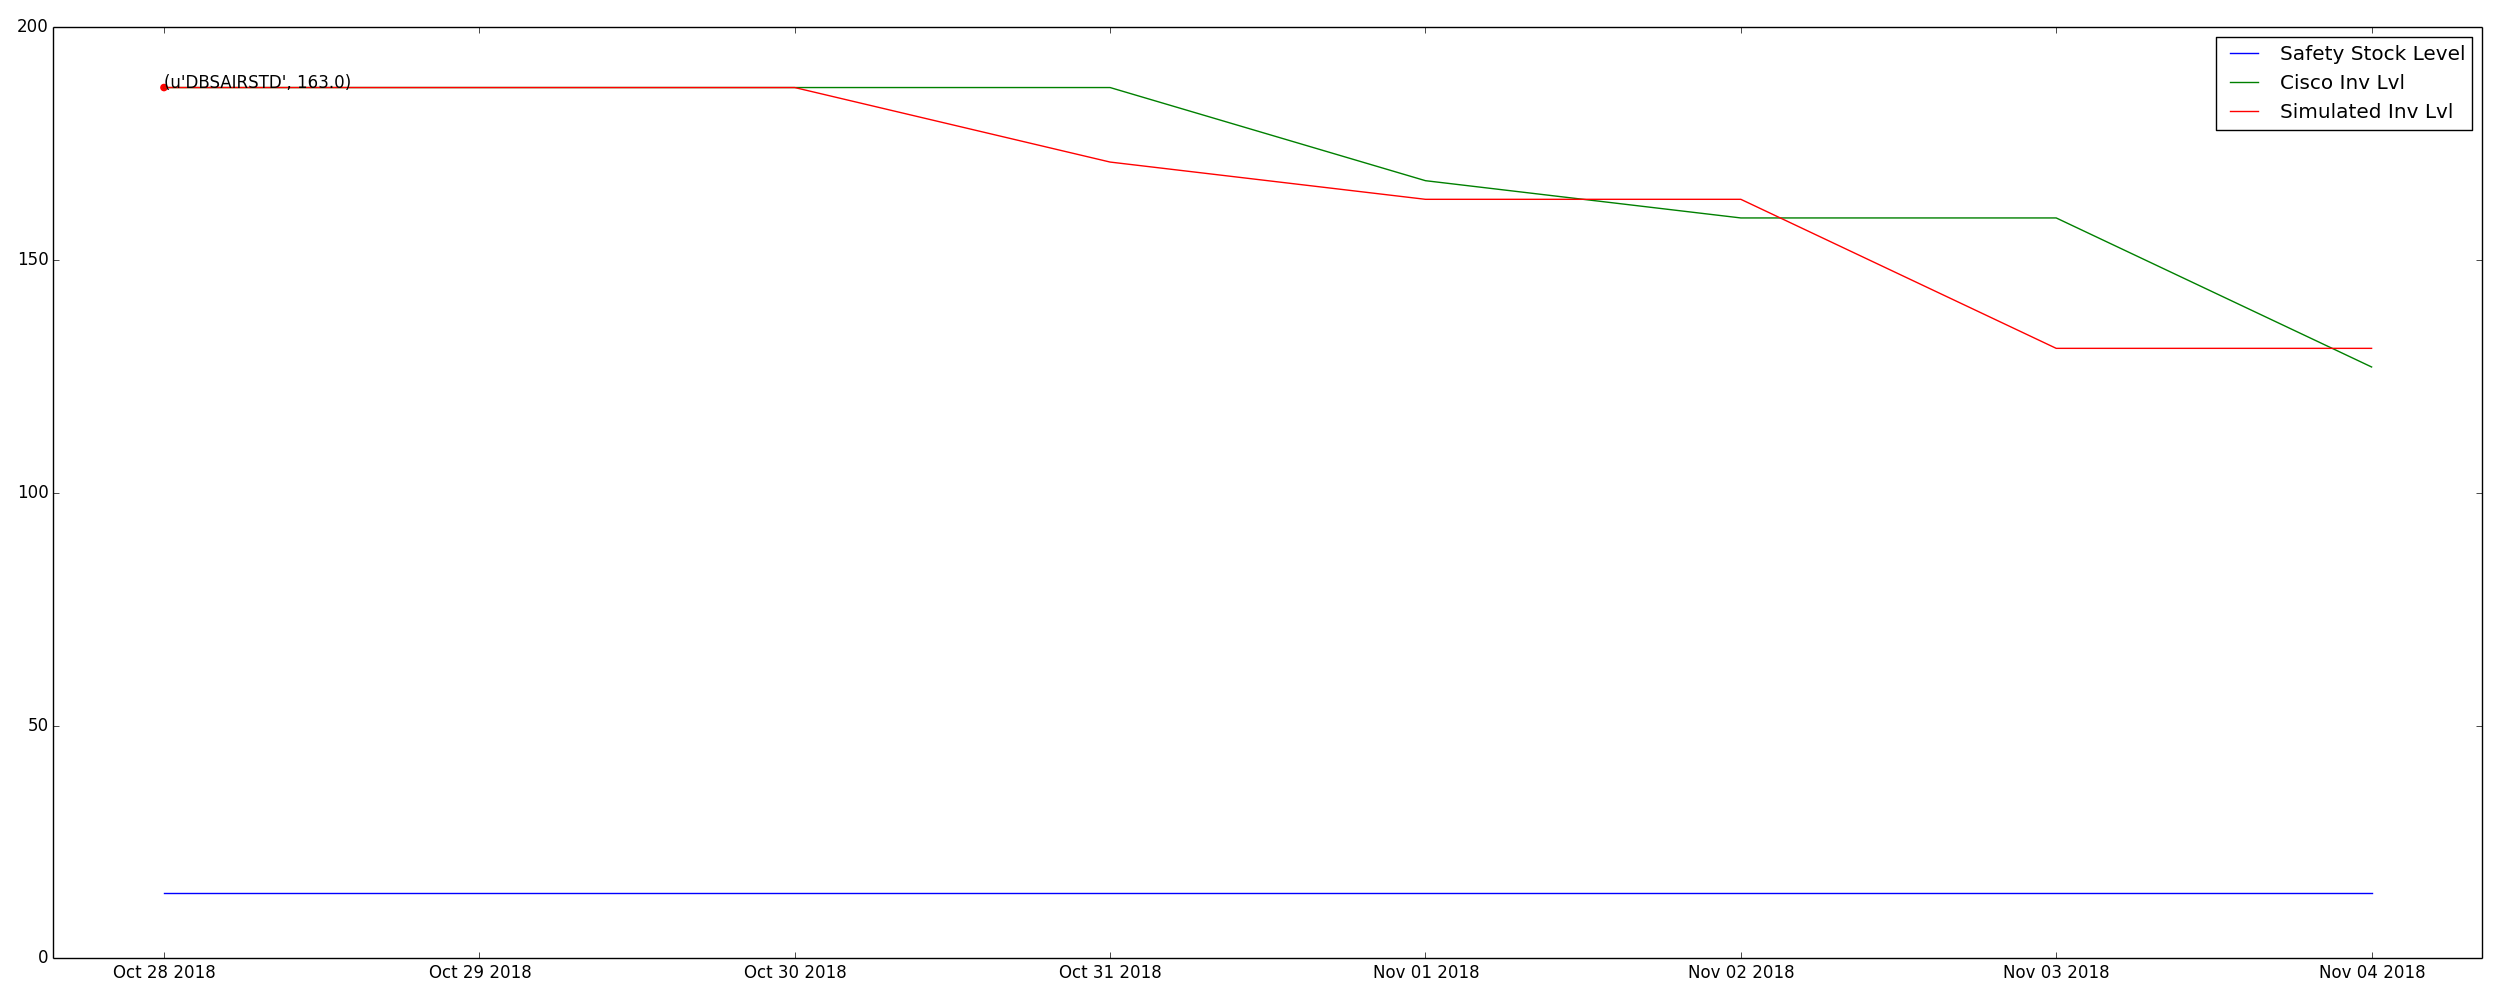 200
150
100
50
0
(u'DBSAIRSTD', 163.0)
Safety Stock Level
Cisco Inv Lvl
Simulated Inv Lvl
Oct 28 2018
Oct 29 2018
Oct 30 2018
Oct 31 2018
Nov 01 2018
Nov 02 2018
Nov 03 2018
Nov 04 2018